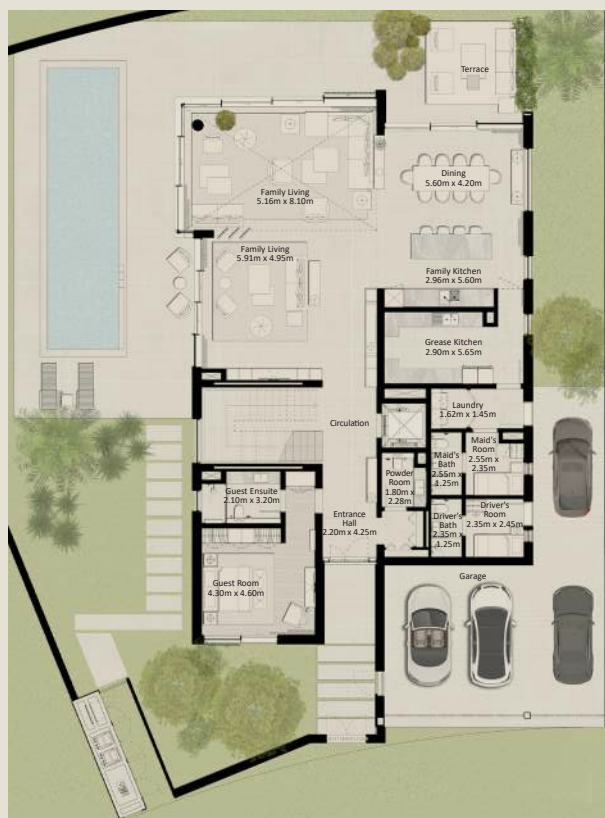 Terrace
Dining
5.60m x 4.20m
Family Living
5.16m x 8.10m
Family Living
5.91m x 4.95m
Family Kitchen
2.96m x 5.60m
Grease Kitchen
2.90m x 5.65m
Laundry
1.62m x 1.45m
Circulation
Maid's
Room
2.55m x
2.35m
Maid's
Bath
2.55m x
1.25m
Powder
Room
1.80m x
2.28m
Guest Ensuite
2.10m x 3.20m
Driver's
Room
2.35m x 2.45m
Driver's
Bath
2.35m x
1.25m
Entrance
Hall
2.20m x 4.25m
Guest Room
4.30m x 4.60m
Garage